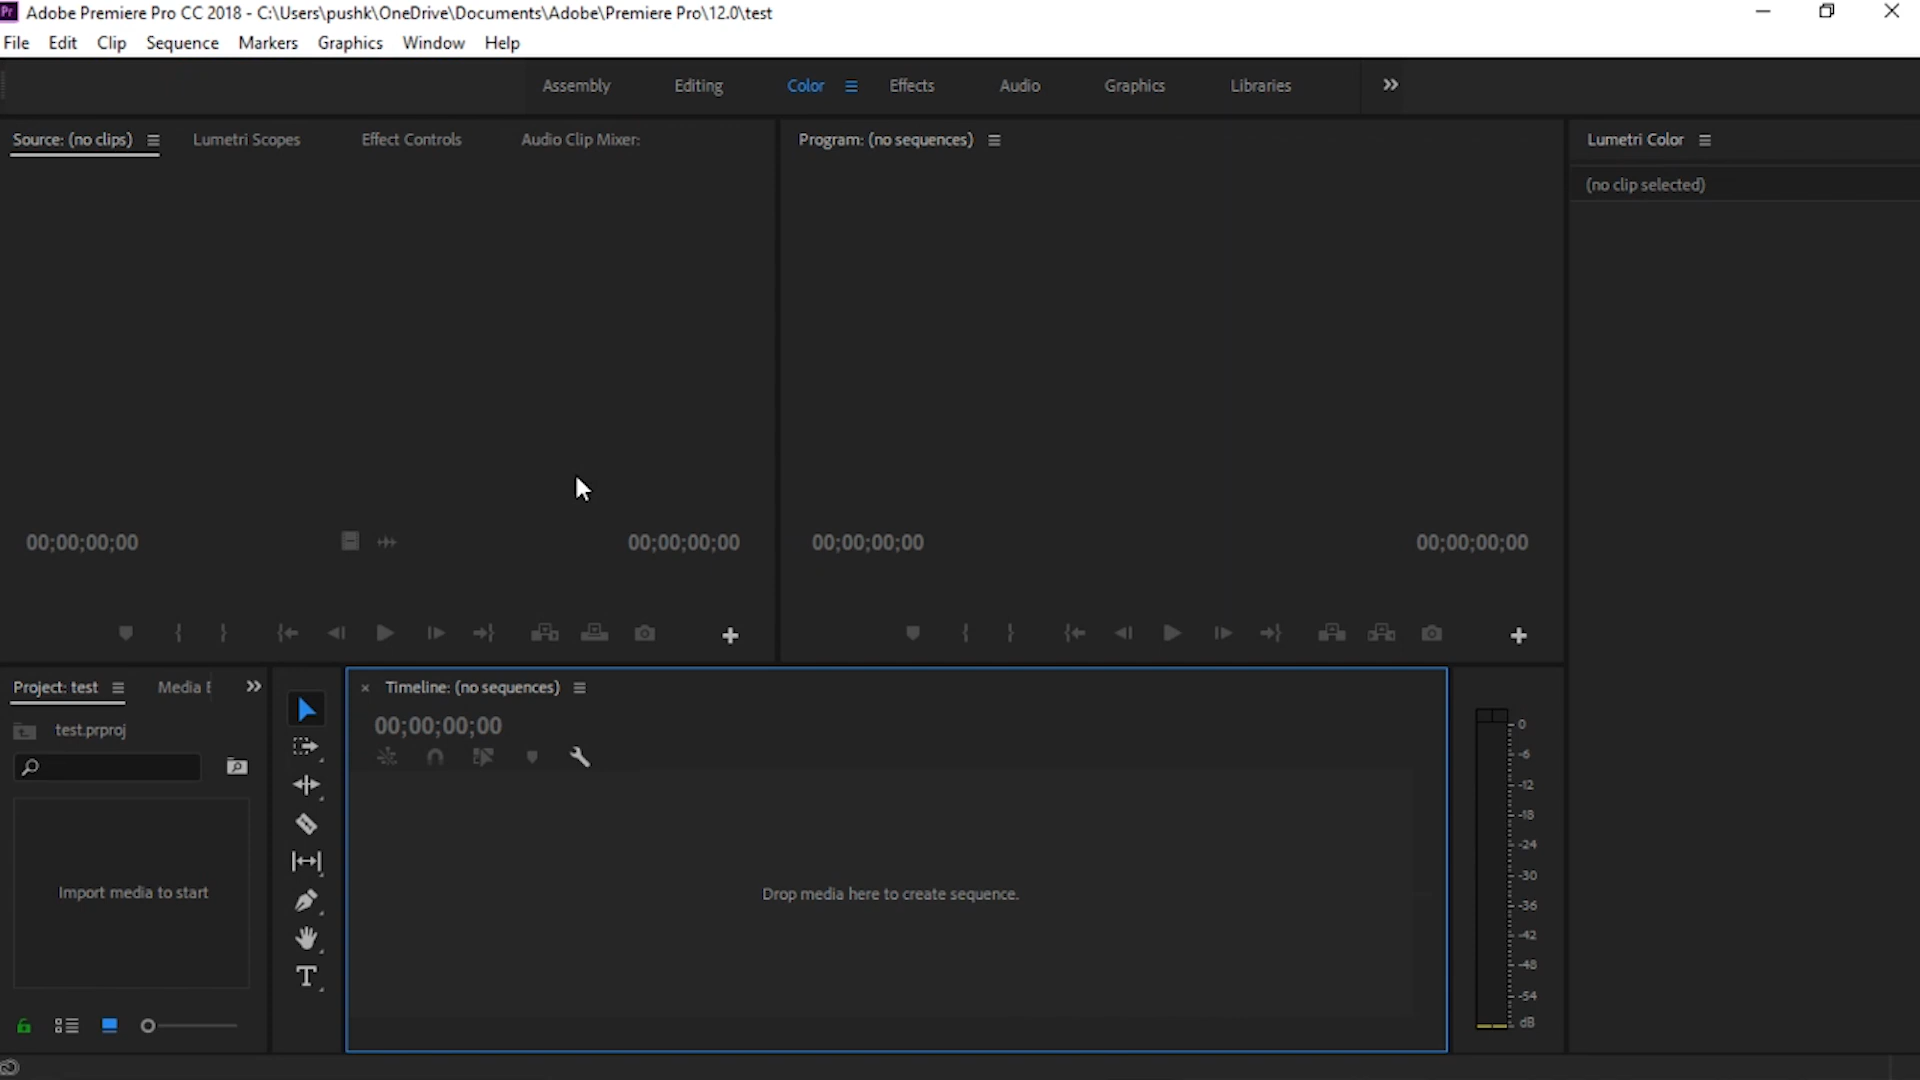 Pr Adobe Premiere Pro CC 2018 - C:\Users\pushk\OneDrive\Documents\Adobe\Premiere Pro\12.0\test
File Edit Clip Sequence Markers Graphics Window Help
Assembly Editing Color Effects Audio Graphics Libraries
Source: (no clips) Lumetri Scopes Effect Controls Audio Clip Mixer:
Program: (no sequences)
Lumetri Color
(no clip selected)
00;00;00;00 00;00;00;00
00;00;00;00 00;00;00;00
Project: test Media
test.prproj
Import media to start
T
Timeline: (no sequences)
00;00;00;00
Drop media here to create sequence.
0
-6
-12
-18
-24
-30
-36
-42
-48
-54
dB